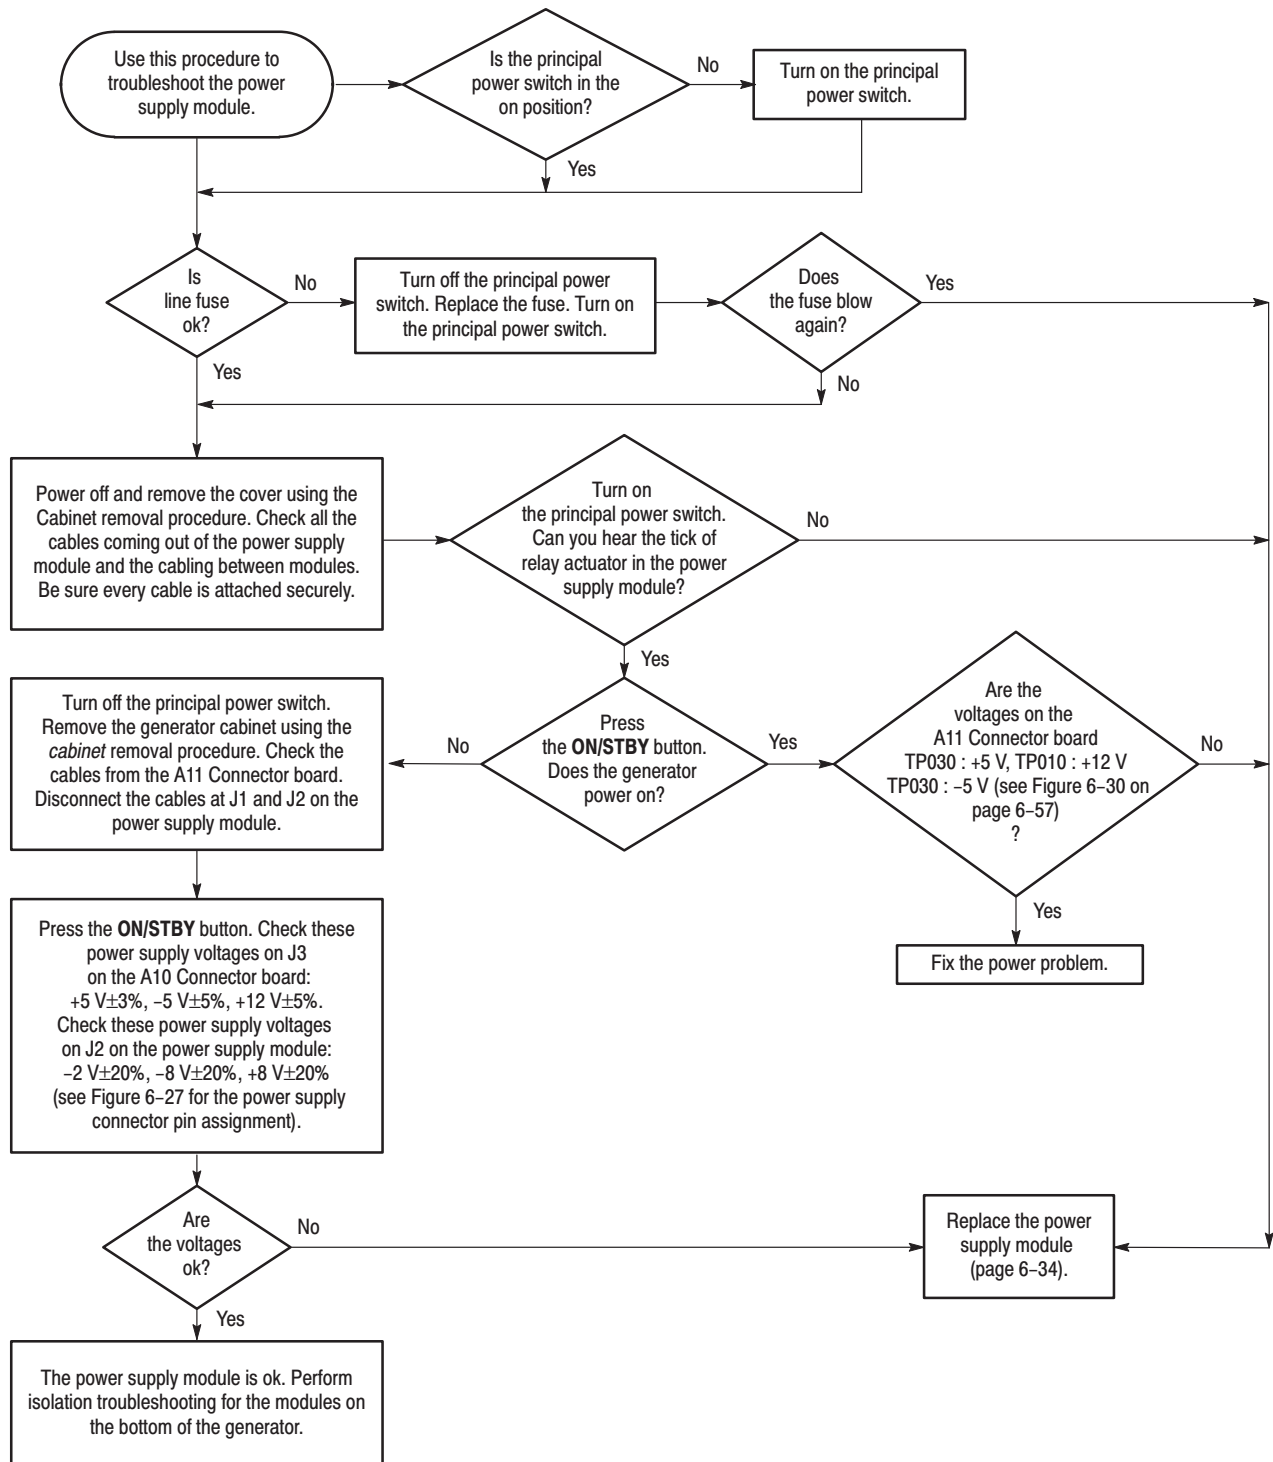 Use this procedure to
troubleshoot the power
supply module.
Is the principal
power switch in the
on position?
No
Turn on the principal
power switch.
Yes
Is
line fuse
ok?
No
Turn off the principal power
switch. Replace the fuse. Turn on
the principal power switch.
Does
the fuse blow
again?
Yes
Yes
No
Power off and remove the cover using the
Cabinet removal procedure. Check all the
cables coming out of the power supply
module and the cabling between modules.
Be sure every cable is attached securely.
Turn on
the principal power switch.
Can you hear the tick of
relay actuator in the power
supply module?
No
Yes
Turn off the principal power switch.
Remove the generator cabinet using the
cabinet removal procedure. Check the
cables from the A11 Connector board.
Disconnect the cables at J1 and J2 on the
power supply module.
No
Press
the ON/STBY button.
Does the generator
power on?
Yes
Are the
voltages on the
A11 Connector board
TP030 : +5 V, TP010 : +12 V
TP030 : –5 V (see Figure 6–30 on
page 6–57)
?
No
Yes
Fix the power problem.
Press the ON/STBY button. Check these
power supply voltages on J3
on the A10 Connector board:
+5 V±3%, –5 V±5%, +12 V±5%.
Check these power supply voltages
on J2 on the power supply module:
–2 V±20%, –8 V±20%, +8 V±20%
(see Figure 6–27 for the power supply
connector pin assignment).
Are
the voltages
ok?
No
Replace the power
supply module
(page 6–34).
Yes
The power supply module is ok. Perform
isolation troubleshooting for the modules on
the bottom of the generator.